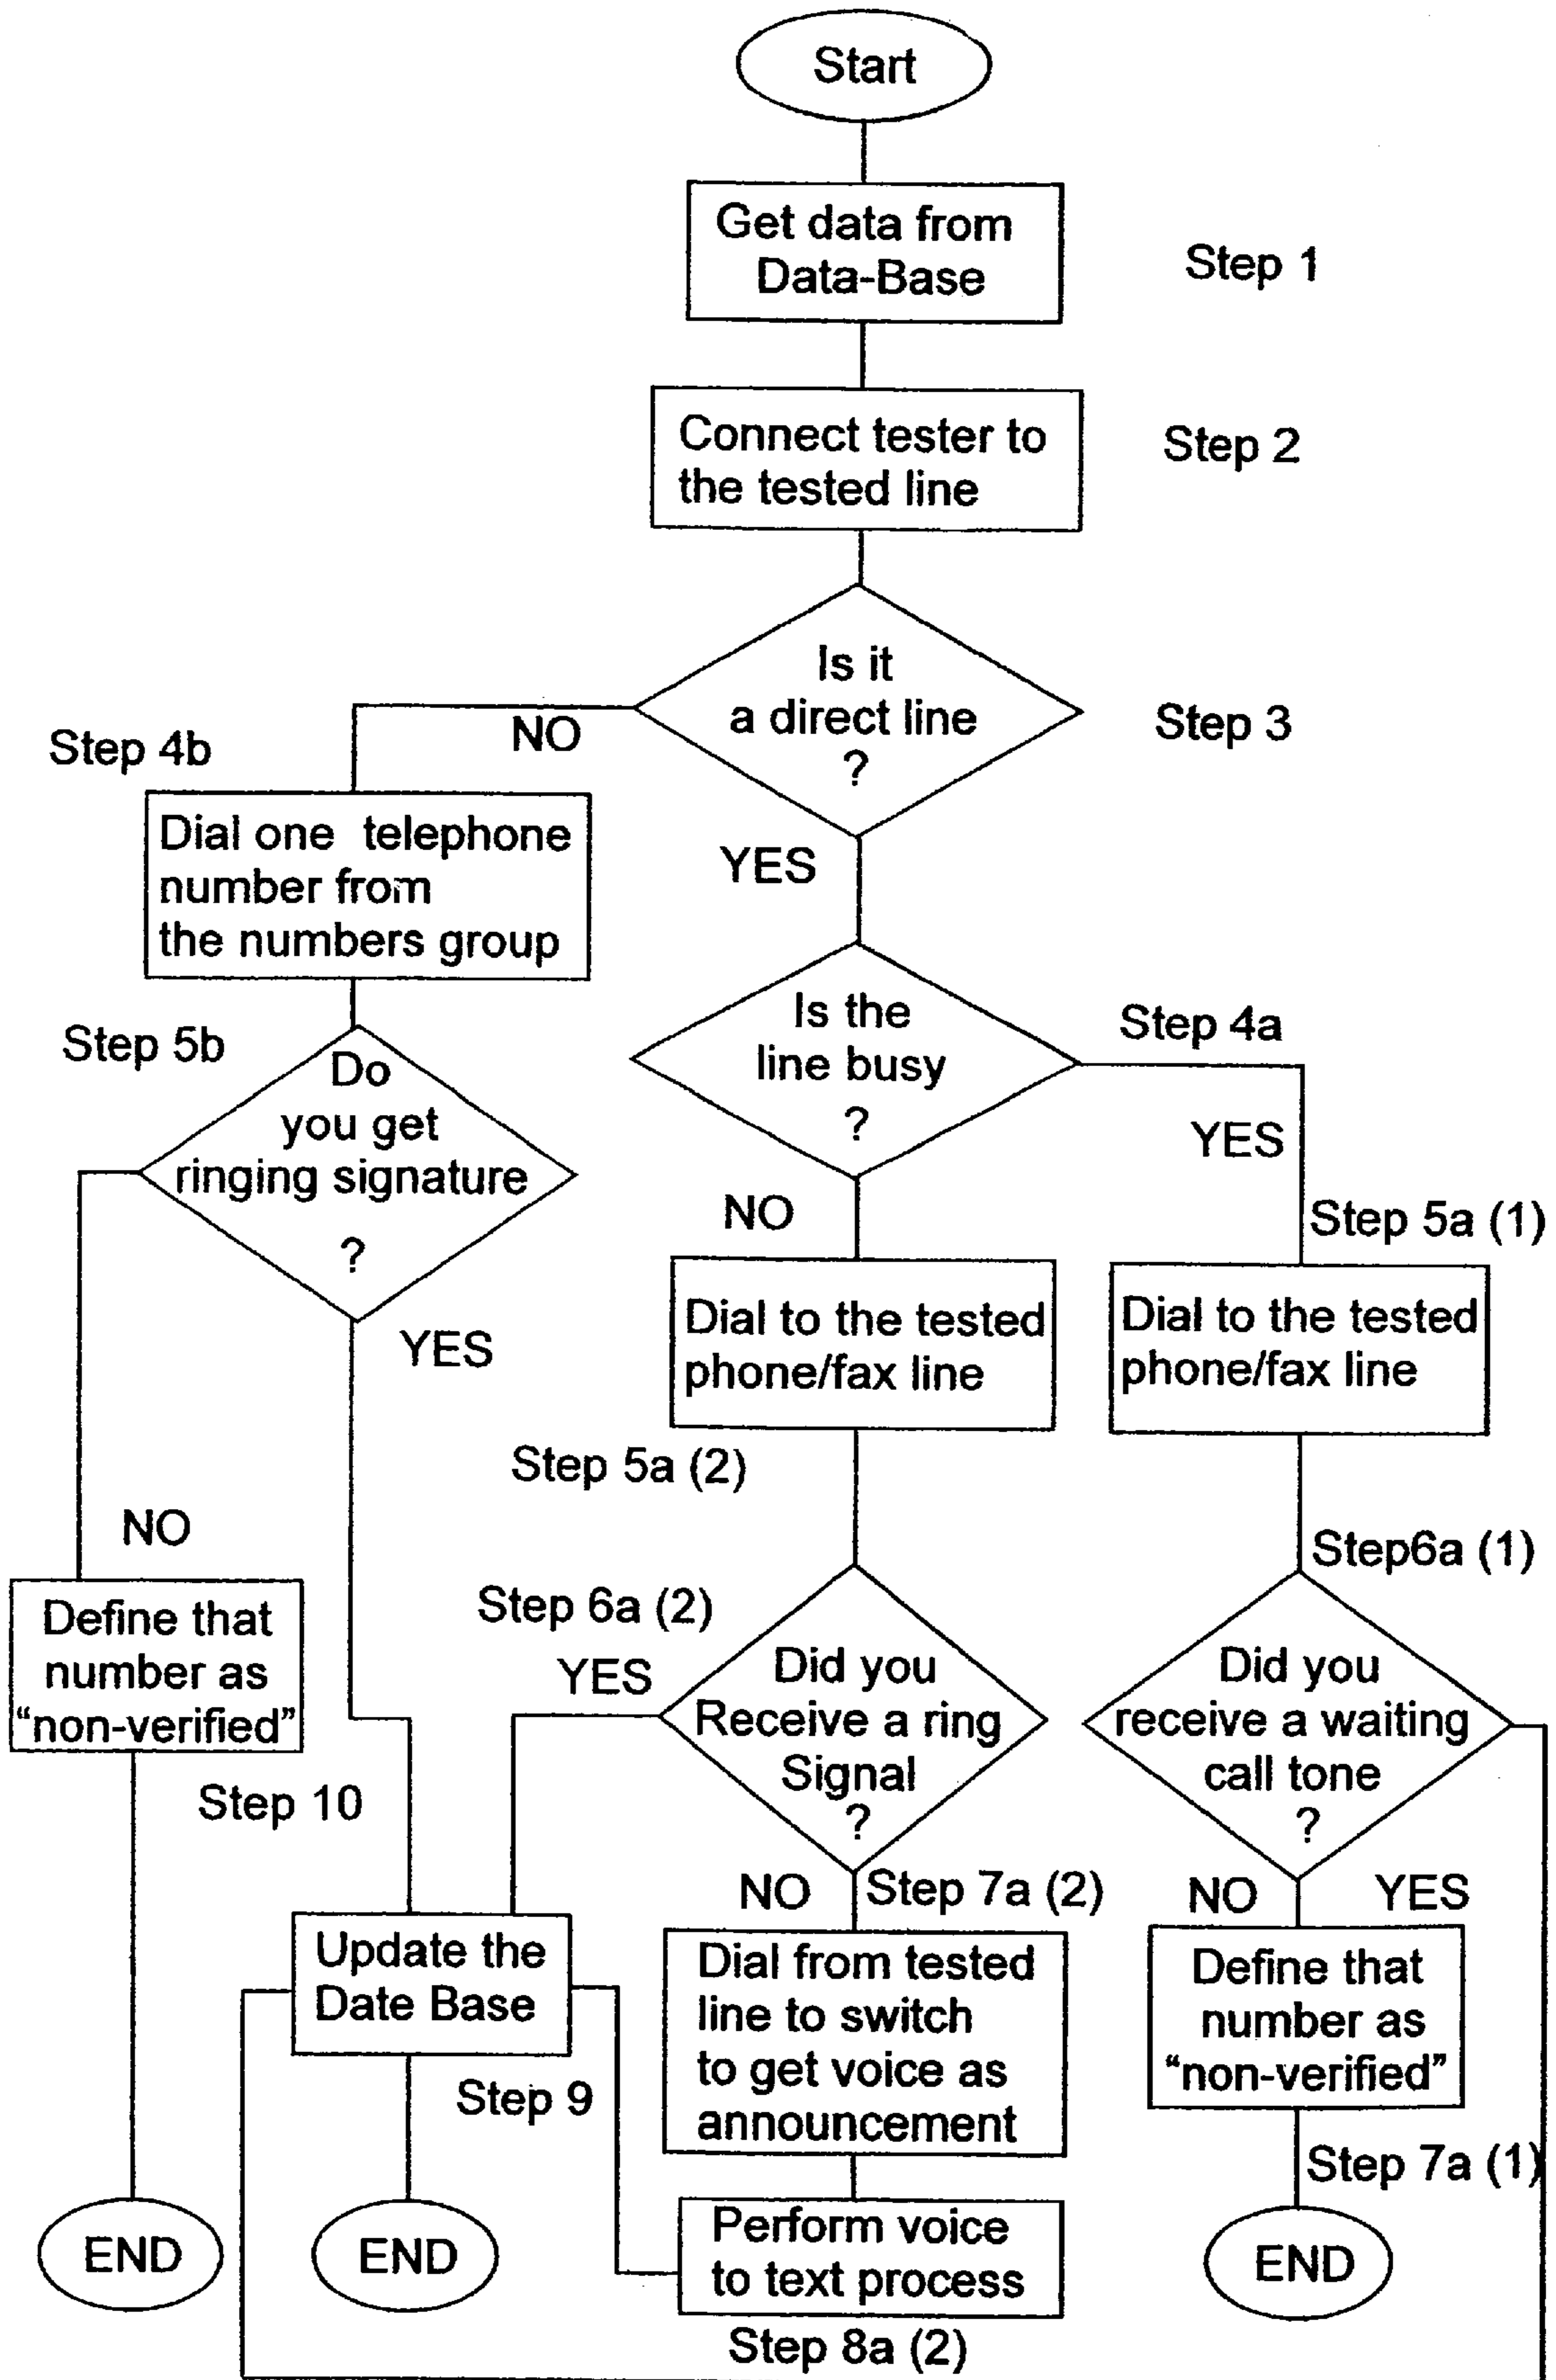 Start
Get data from
Data-Base
Step 1
Connect tester to
the tested line
Step 2
Is it
a direct line
?
Step 3
NO
YES
Step 4b
Dial one telephone
number from
the numbers group
Is the
line busy
?
Step 4a
YES
NO
Step 5b
Do
you get
ringing signature
?
YES
NO
Step 5a (1)
Dial to the tested
phone/fax line
Dial to the tested
phone/fax line
Step 5a (2)
Step6a (1)
Define that
number as
“non-verified”
Step 6a (2)
YES
Did you
Receive a ring
Signal
?
Did you
receive a waiting
call tone
?
Step 10
NO
Step 7a (2)
NO
YES
Update the
Date Base
Dial from tested
line to switch
to get voice as
announcement
Define that
number as
“non-verified”
Step 9
Step 7a (1)
END
END
Perform voice
to text process
END
Step 8a (2)